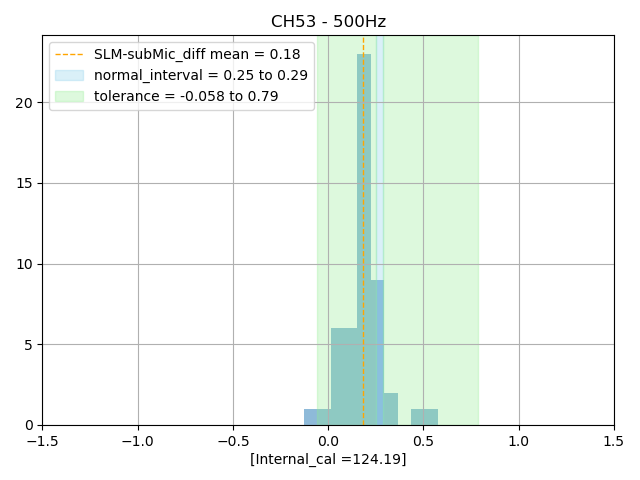 CH53 - 500Hz
SLM-subMic_diff mean = 0.18
normal_interval = 0.25 to 0.29
tolerance = -0.058 to 0.79
20
15
10
5
0
−1.5 −1.0 −0.5 0.0 0.5 1.0 1.5
[Internal_cal =124.19]